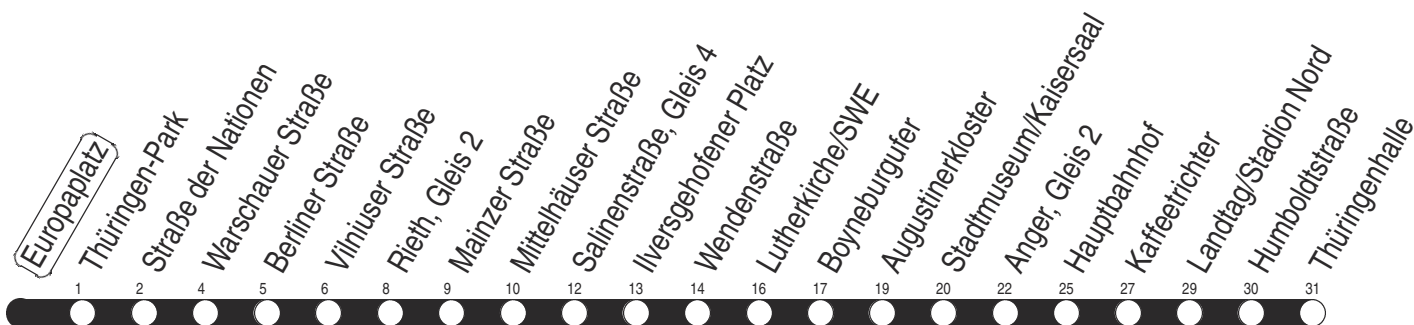 Europaplatz
Thüringen-Park
Straße der Nationen
Warschauer Straße
Berliner Straße
Vilniuser Straße
Rieth, Gleis 2
Mainzer Straße
Mittelhäuser Straße
Salinenstraße, Gleis 4
Ilversgehofener Platz
Wendenstraße
Lutherkirche/SWE
Boyneburgufer
Augustinerkloster
Stadtmuseum/Kaisersaal
Anger, Gleis 2
Hauptbahnhof
Kaffeetrichter
Landtag/Stadion Nord
Humboldtstraße
Thüringenhalle
1 2 4 5 6 8 9 10 12 13 14 16 17 19 20 22 25 27 29 30 31